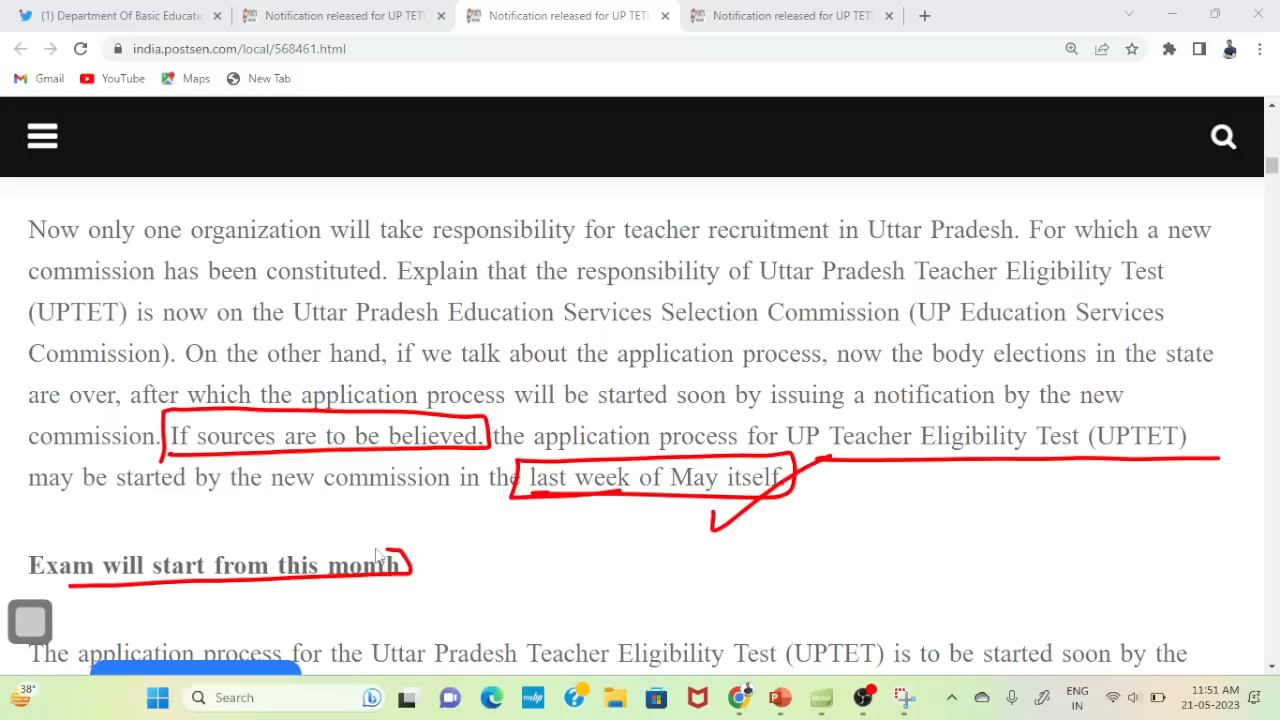 (1) Department Of Basic Educatio
Notification released for UP TET
Notification released for UP TET
Notification released for UP TET
india.postsen.com/local/568461.html
Gmail
YouTube
Maps
New Tab
Now only one organization will take responsibility for teacher recruitment in Uttar Pradesh. For which a new
commission has been constituted. Explain that the responsibility of Uttar Pradesh Teacher Eligibility Test
(UPTET) is now on the Uttar Pradesh Education Services Selection Commission (UP Education Services
Commission). On the other hand, if we talk about the application process, now the body elections in the state
are over, after which the application process will be started soon by issuing a notification by the new
commission. If sources are to be believed, the application process for UP Teacher Eligibility Test (UPTET)
may be started by the new commission in the last week of May itself.
Exam will start from this month
The application process for the Uttar Pradesh Teacher Eligibility Test (UPTET) is to be started soon by the
38°
Search
ENG
IN
11:51 AM
21-05-2023